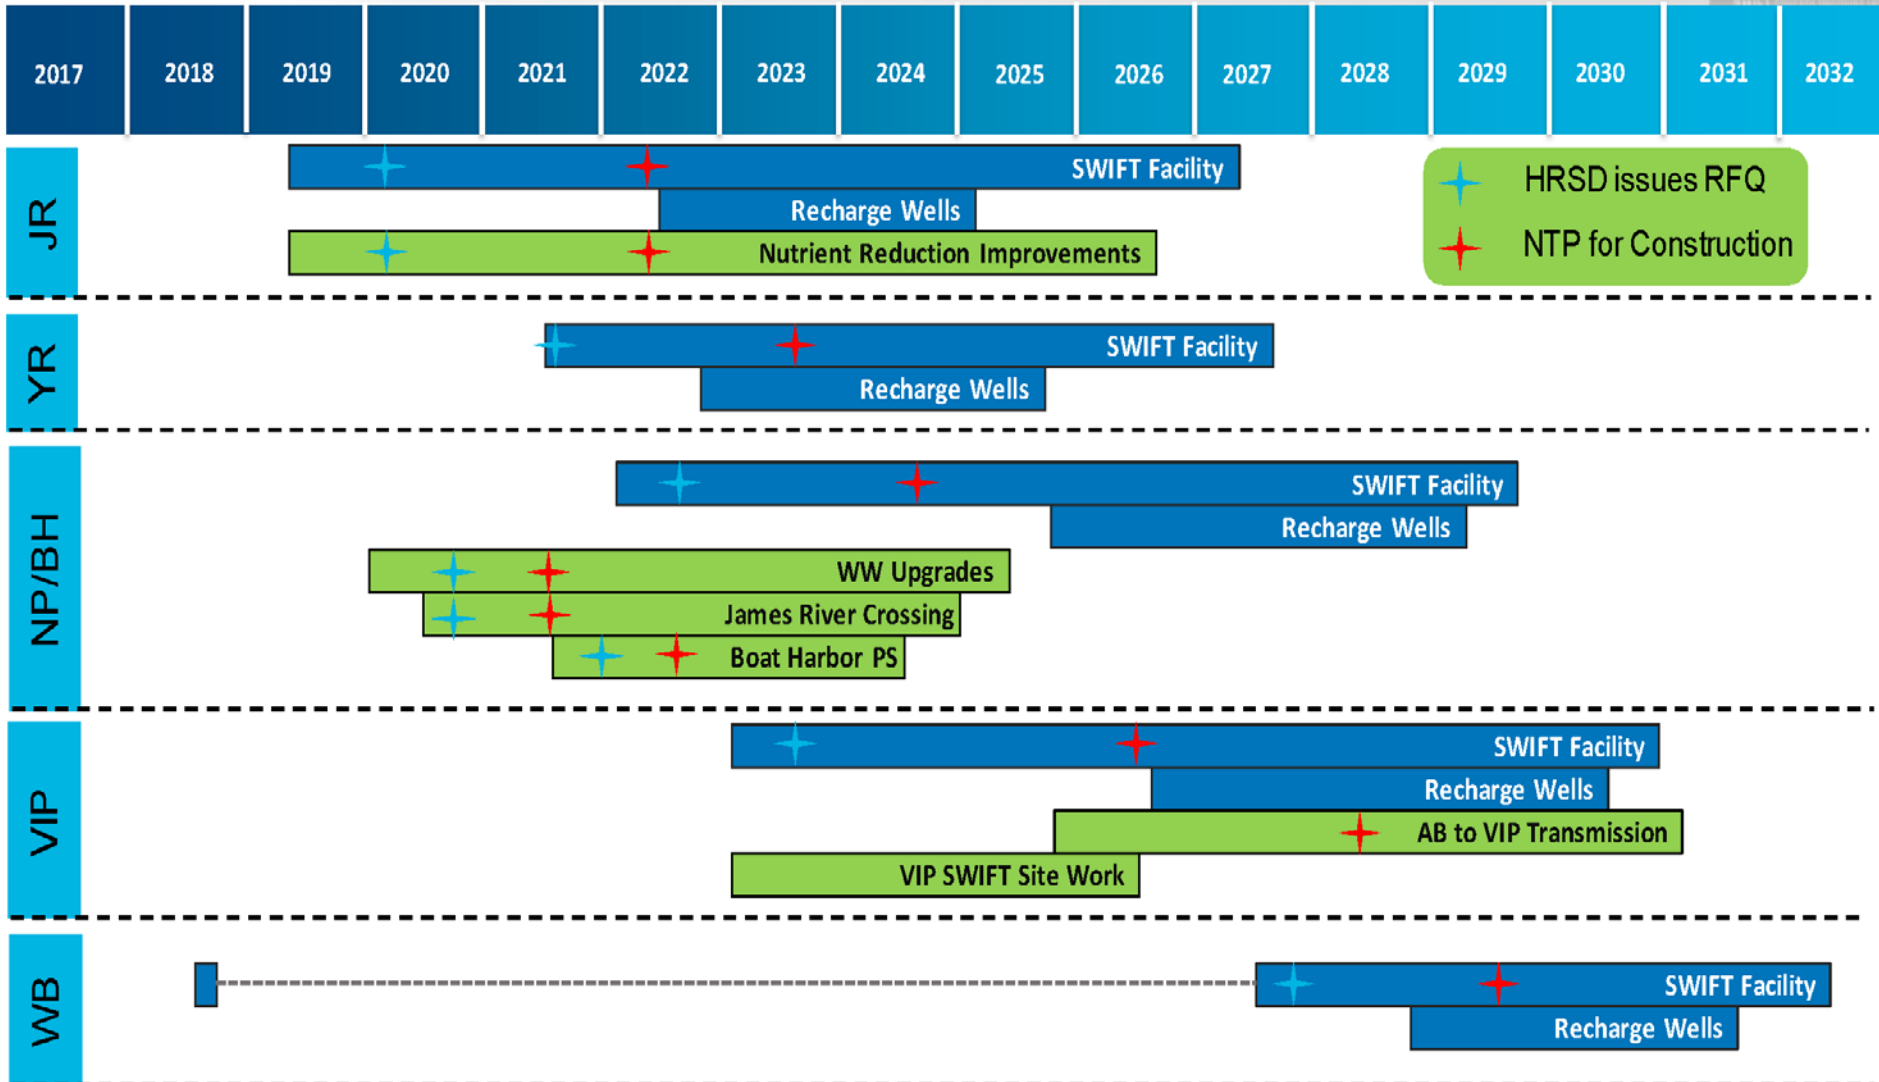 2017 2018 2019 2020 2021 2022 2023 2024 2025 2026 2027 2028 2029 2030 2031 2032
JR
SWIFT Facility
Recharge Wells
Nutrient Reduction Improvements
HRSD issues RFQ
NTP for Construction
YR
SWIFT Facility
Recharge Wells
NP/BH
SWIFT Facility
Recharge Wells
WW Upgrades
James River Crossing
Boat Harbor PS
VIP
SWIFT Facility
Recharge Wells
AB to VIP Transmission
VIP SWIFT Site Work
WB
SWIFT Facility
Recharge Wells